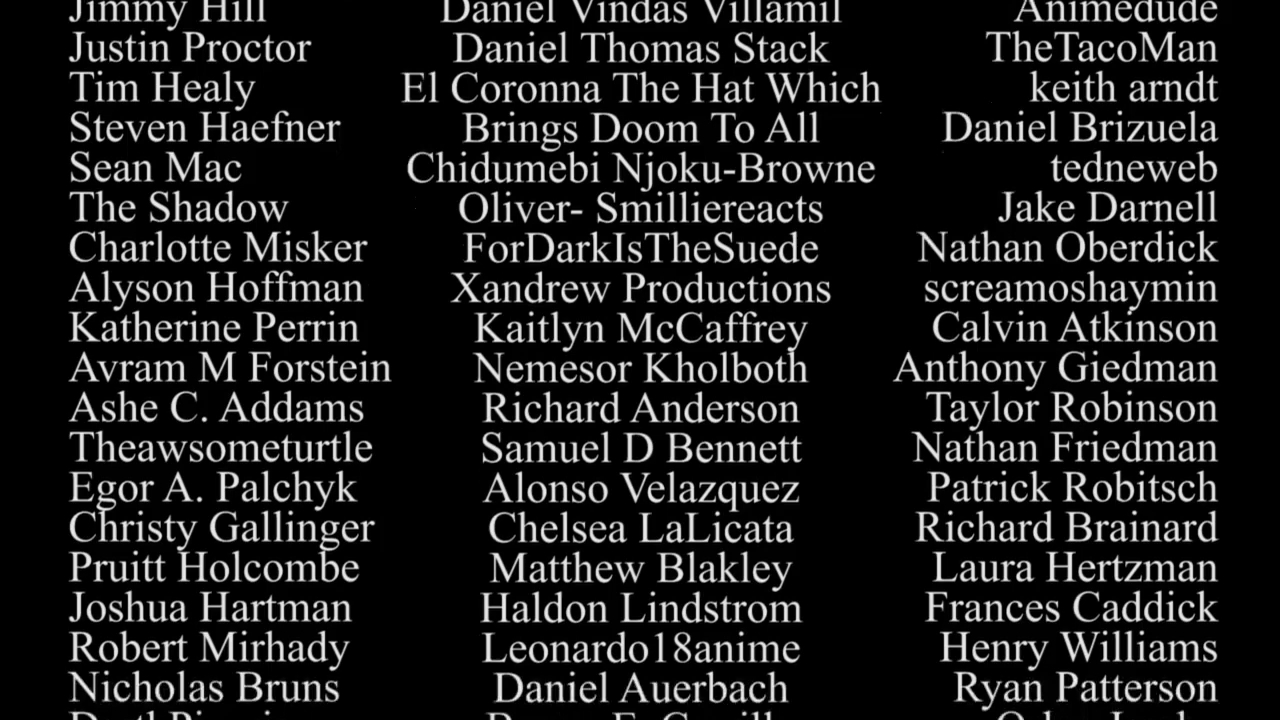 Jimmy Hill
Justin Proctor
Tim Healy
Steven Haefner
Sean Mac
The Shadow
Charlotte Misker
Alyson Hoffman
Katherine Perrin
Avram M Forstein
Ashe C. Addams
Theawsometurtle
Egor A. Palchyk
Christy Gallinger
Pruitt Holcombe
Joshua Hartman
Robert Mirhady
Nicholas Bruns
Daniel Vindas Villamil
Daniel Thomas Stack
El Coronna The Hat Which
Brings Doom To All
Chidumebi Njoku-Browne
Oliver- Smilliereacts
ForDarkIsTheSuede
Xandrew Productions
Kaitlyn McCaffrey
Nemesor Kholboth
Richard Anderson
Samuel D Bennett
Alonso Velazquez
Chelsea LaLicata
Matthew Blakley
Haldon Lindstrom
Leonardo18anime
Daniel Auerbach
Animedude
TheTacoMan
keith arndt
Daniel Brizuela
tedneweb
Jake Darnell
Nathan Oberdick
screamoshaymin
Calvin Atkinson
Anthony Giedman
Taylor Robinson
Nathan Friedman
Patrick Robitsch
Richard Brainard
Laura Hertzman
Frances Caddick
Henry Williams
Ryan Patterson